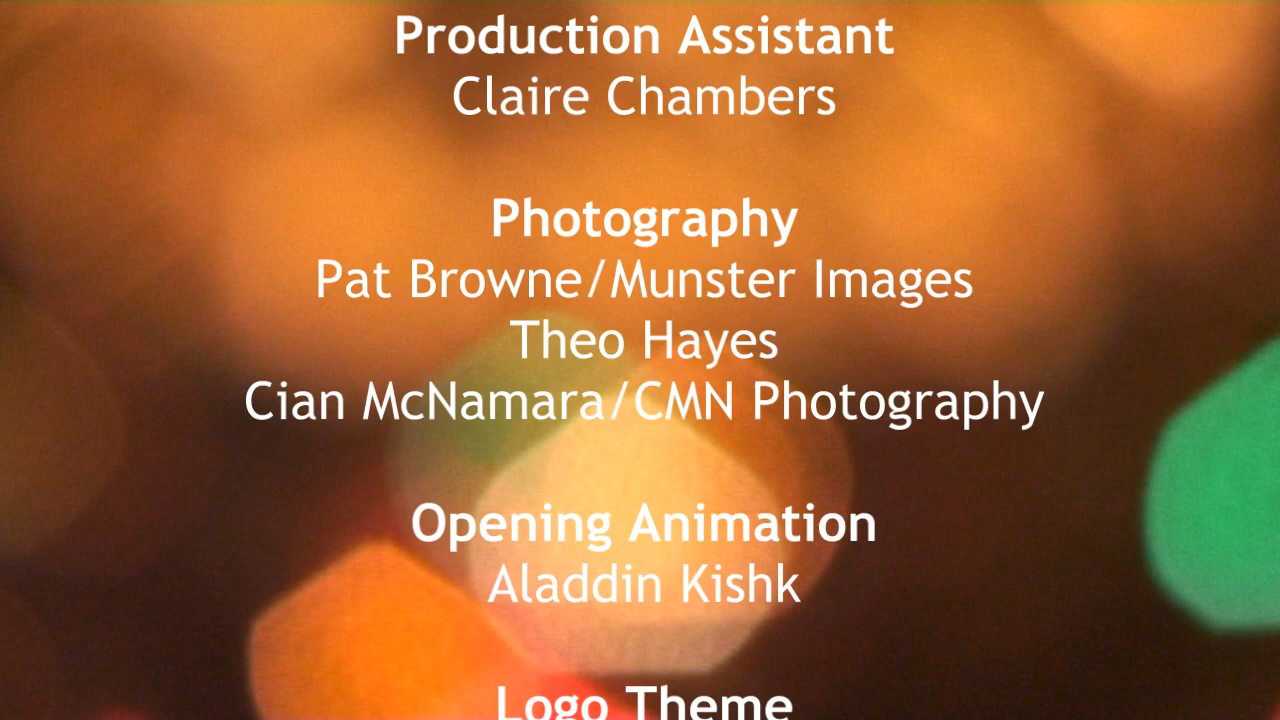 Production Assistant
Claire Chambers
Photography
Pat Browne/Munster Images
Theo Hayes
Cian McNamara/CMN Photography
Opening Animation
Aladdin Kishk
Logo Theme